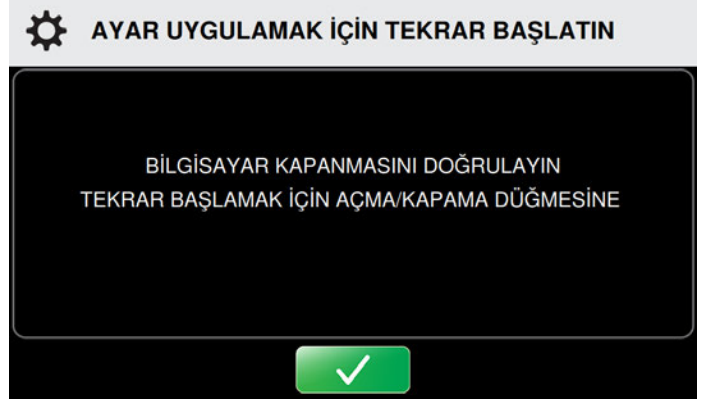 AYAR UYGULAMAK İÇİN TEKRAR BAŞLATIN
BİLGİSAYAR KAPANMASINI DOĞRULAYIN
TEKRAR BAŞLAMAK İÇİN AÇMA/KAPAMA DÜĞMESİNE